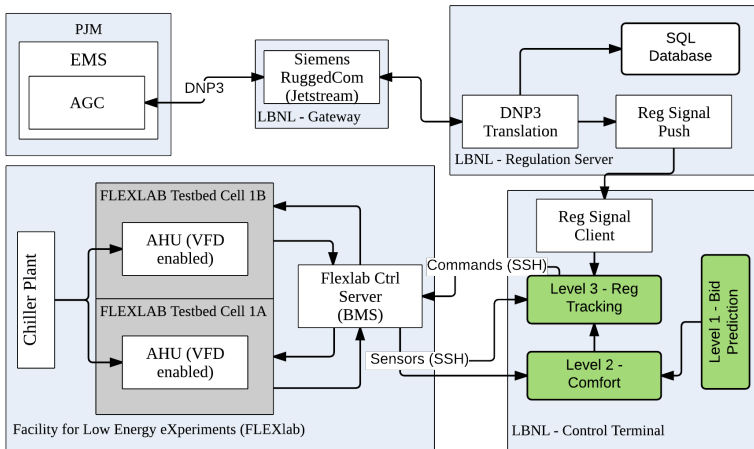 PJM
EMS
AGC
DNP3
Siemens
RuggedCom
(Jetstream)
LBNL - Gateway
SQL
Database
DNP3
Translation
Reg Signal
Push
LBNL - Regulation Server
FLEXLAB Testbed Cell 1B
AHU (VFD
enabled)
Chiller Plant
FLEXLAB Testbed Cell 1A
AHU (VFD
enabled)
Flexlab Ctrl
Server
(BMS)
Facility for Low Energy eXperiments (FLEXlab)
Commands (SSH)
Sensors (SSH)
Reg Signal
Client
Level 3 - Reg
Tracking
Level 2 -
Comfort
Level 1 - Bid
Prediction
LBNL - Control Terminal